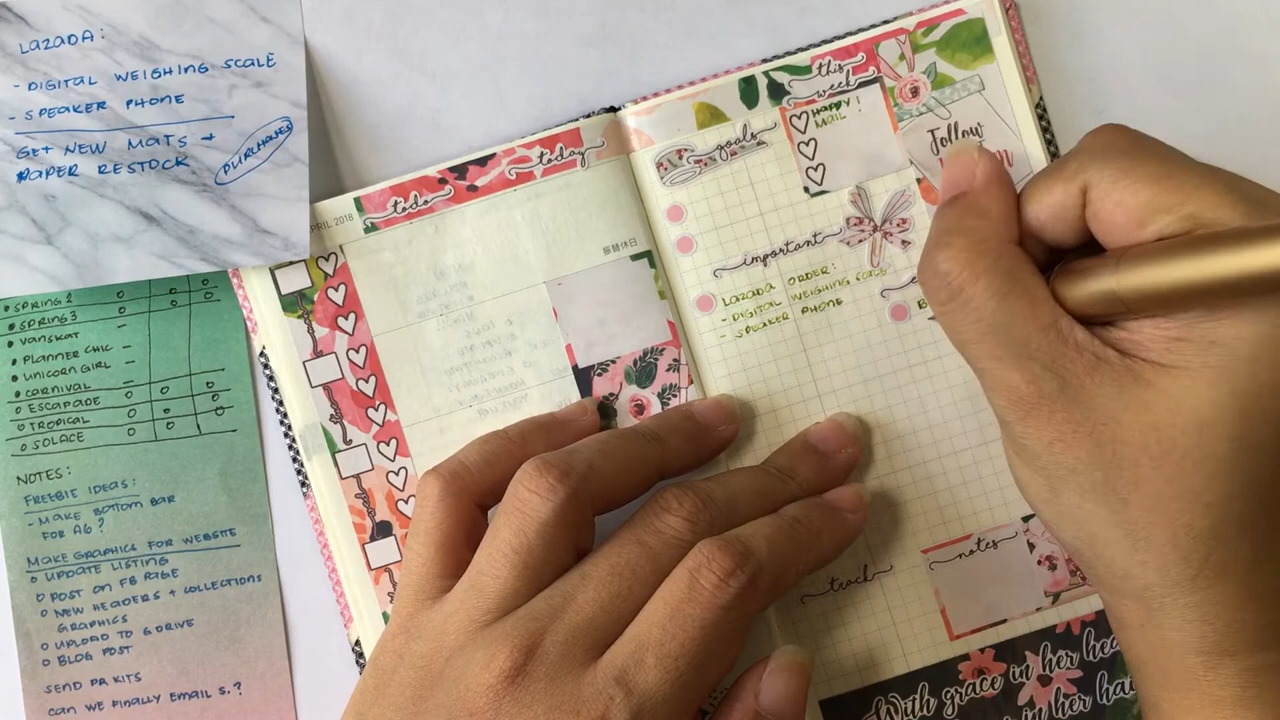 LAZADA:
- DIGITAL WEIGHING SCALE
- SPEAKER PHONE
GET NEW MATS +
PAPER RESTOCK
PURCHASED
• SPRING 2
• SPRING 3
• VANSKAT
• PLANNER CHIC
• UNICORN GIRL
• CARNIVAL
o ESCAPADE
o TROPICAL
o SOLACE
NOTES:
FREEBIE IDEAS:
- MAKE BOTTOM BAR
FOR A6?
MAKE GRAPHICS FOR WEBSITE
o UPDATE LISTING
o POST ON FB PAGE
o NEW HEADERS + COLLECTIONS
GRAPHICS
o UPLOAD TO GDRIVE
o BLOG POST
SEND PR KITS
CAN WE FINALLY EMAIL S.?
APRIL 2018
todo
today
振替休日
this
week
HAPPY
MAIL!
goals
Follow
important
LAZADA ORDER:
- DIGITAL WEIGHING SCALE
- SPEAKER PHONE
track
notes
With grace in her
in her